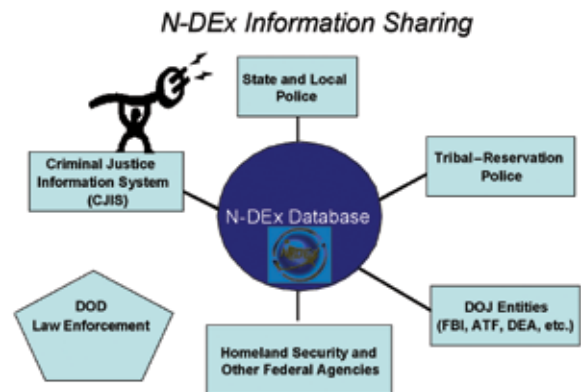 N-DEx Information Sharing
State and Local
Police
Criminal Justice
Information System
(CJIS)
Tribal–Reservation
Police
N-DEx Database
DOD
Law Enforcement
DOJ Entities
(FBI, ATF, DEA, etc.)
Homeland Security and
Other Federal Agencies